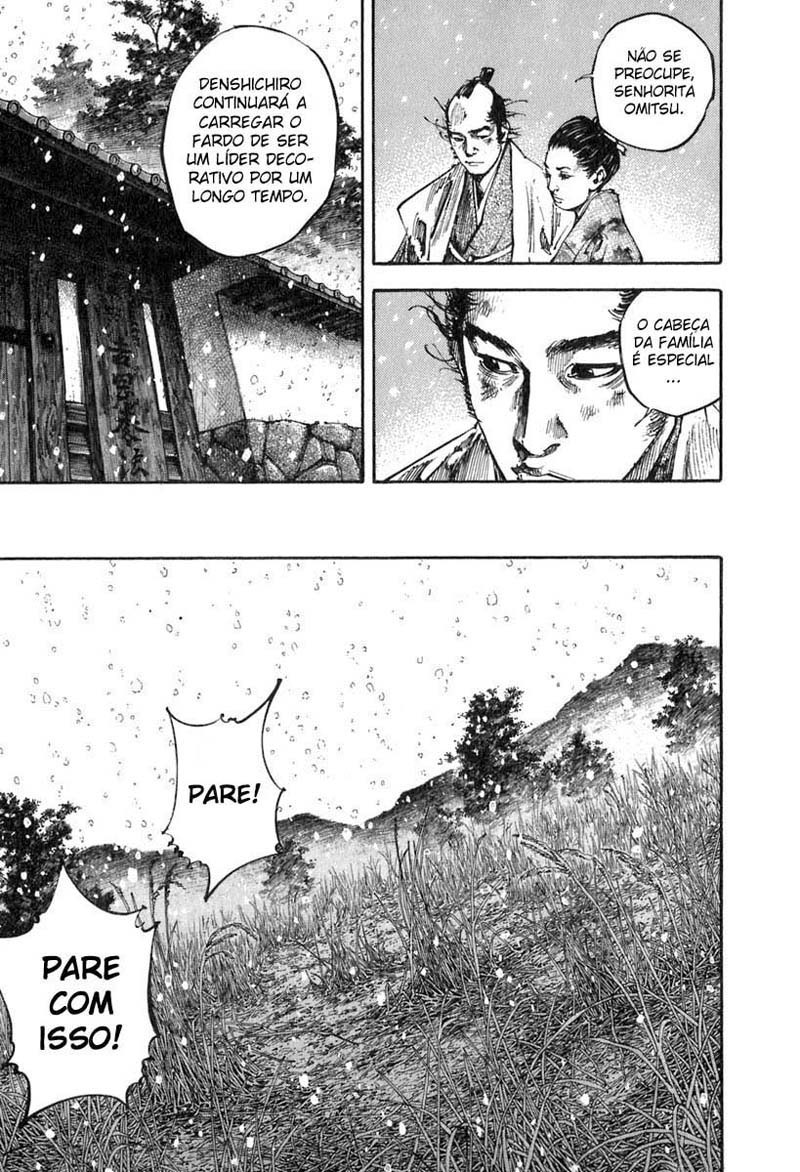 NÃO SE
PREOCUPE,
SENHORITA
OMITSU.
O CABEÇA
DA FAMÍLIA
É ESPECIAL
...
DENSHICHIRO
CONTINUARÁ A
CARREGAR O
FARDO DE SER
UM LÍDER DECO-
RATIVO POR UM
LONGO TEMPO.
PARE!
PARE
COM
ISSO!